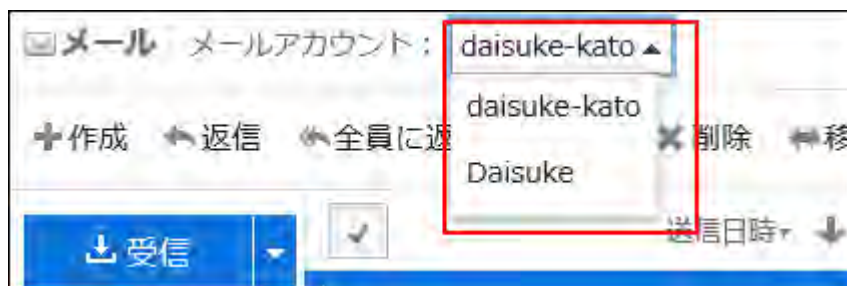 メール メールアカウント： daisuke-kato
daisuke-kato
Daisuke
作成 返信 全員に返 削除 移
受信 送信日時